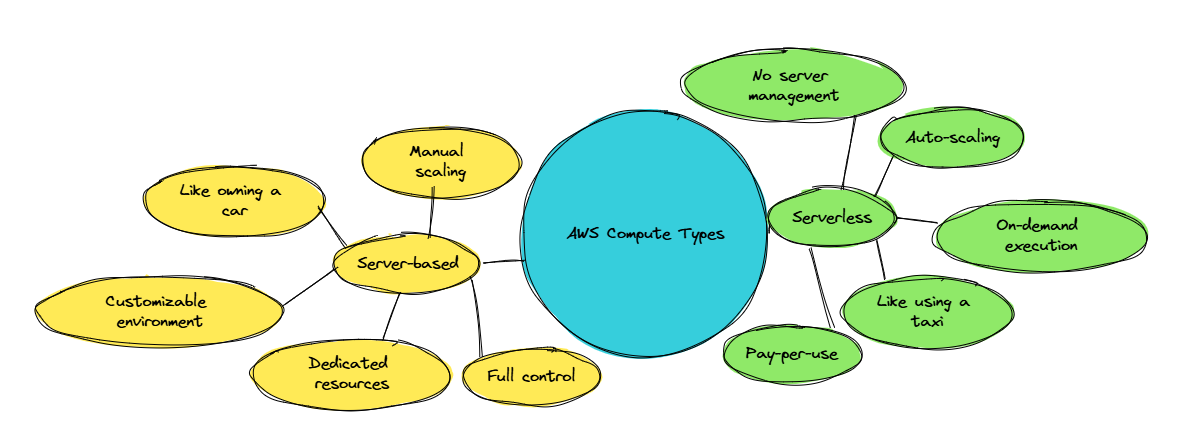 No server
management
Auto-scaling
Manual
scaling
Like owning a
car
Serverless
On-demand
execution
AWS Compute Types
Server-based
Customizable
environment
Like using a
taxi
Pay-per-use
Dedicated
resources
Full control